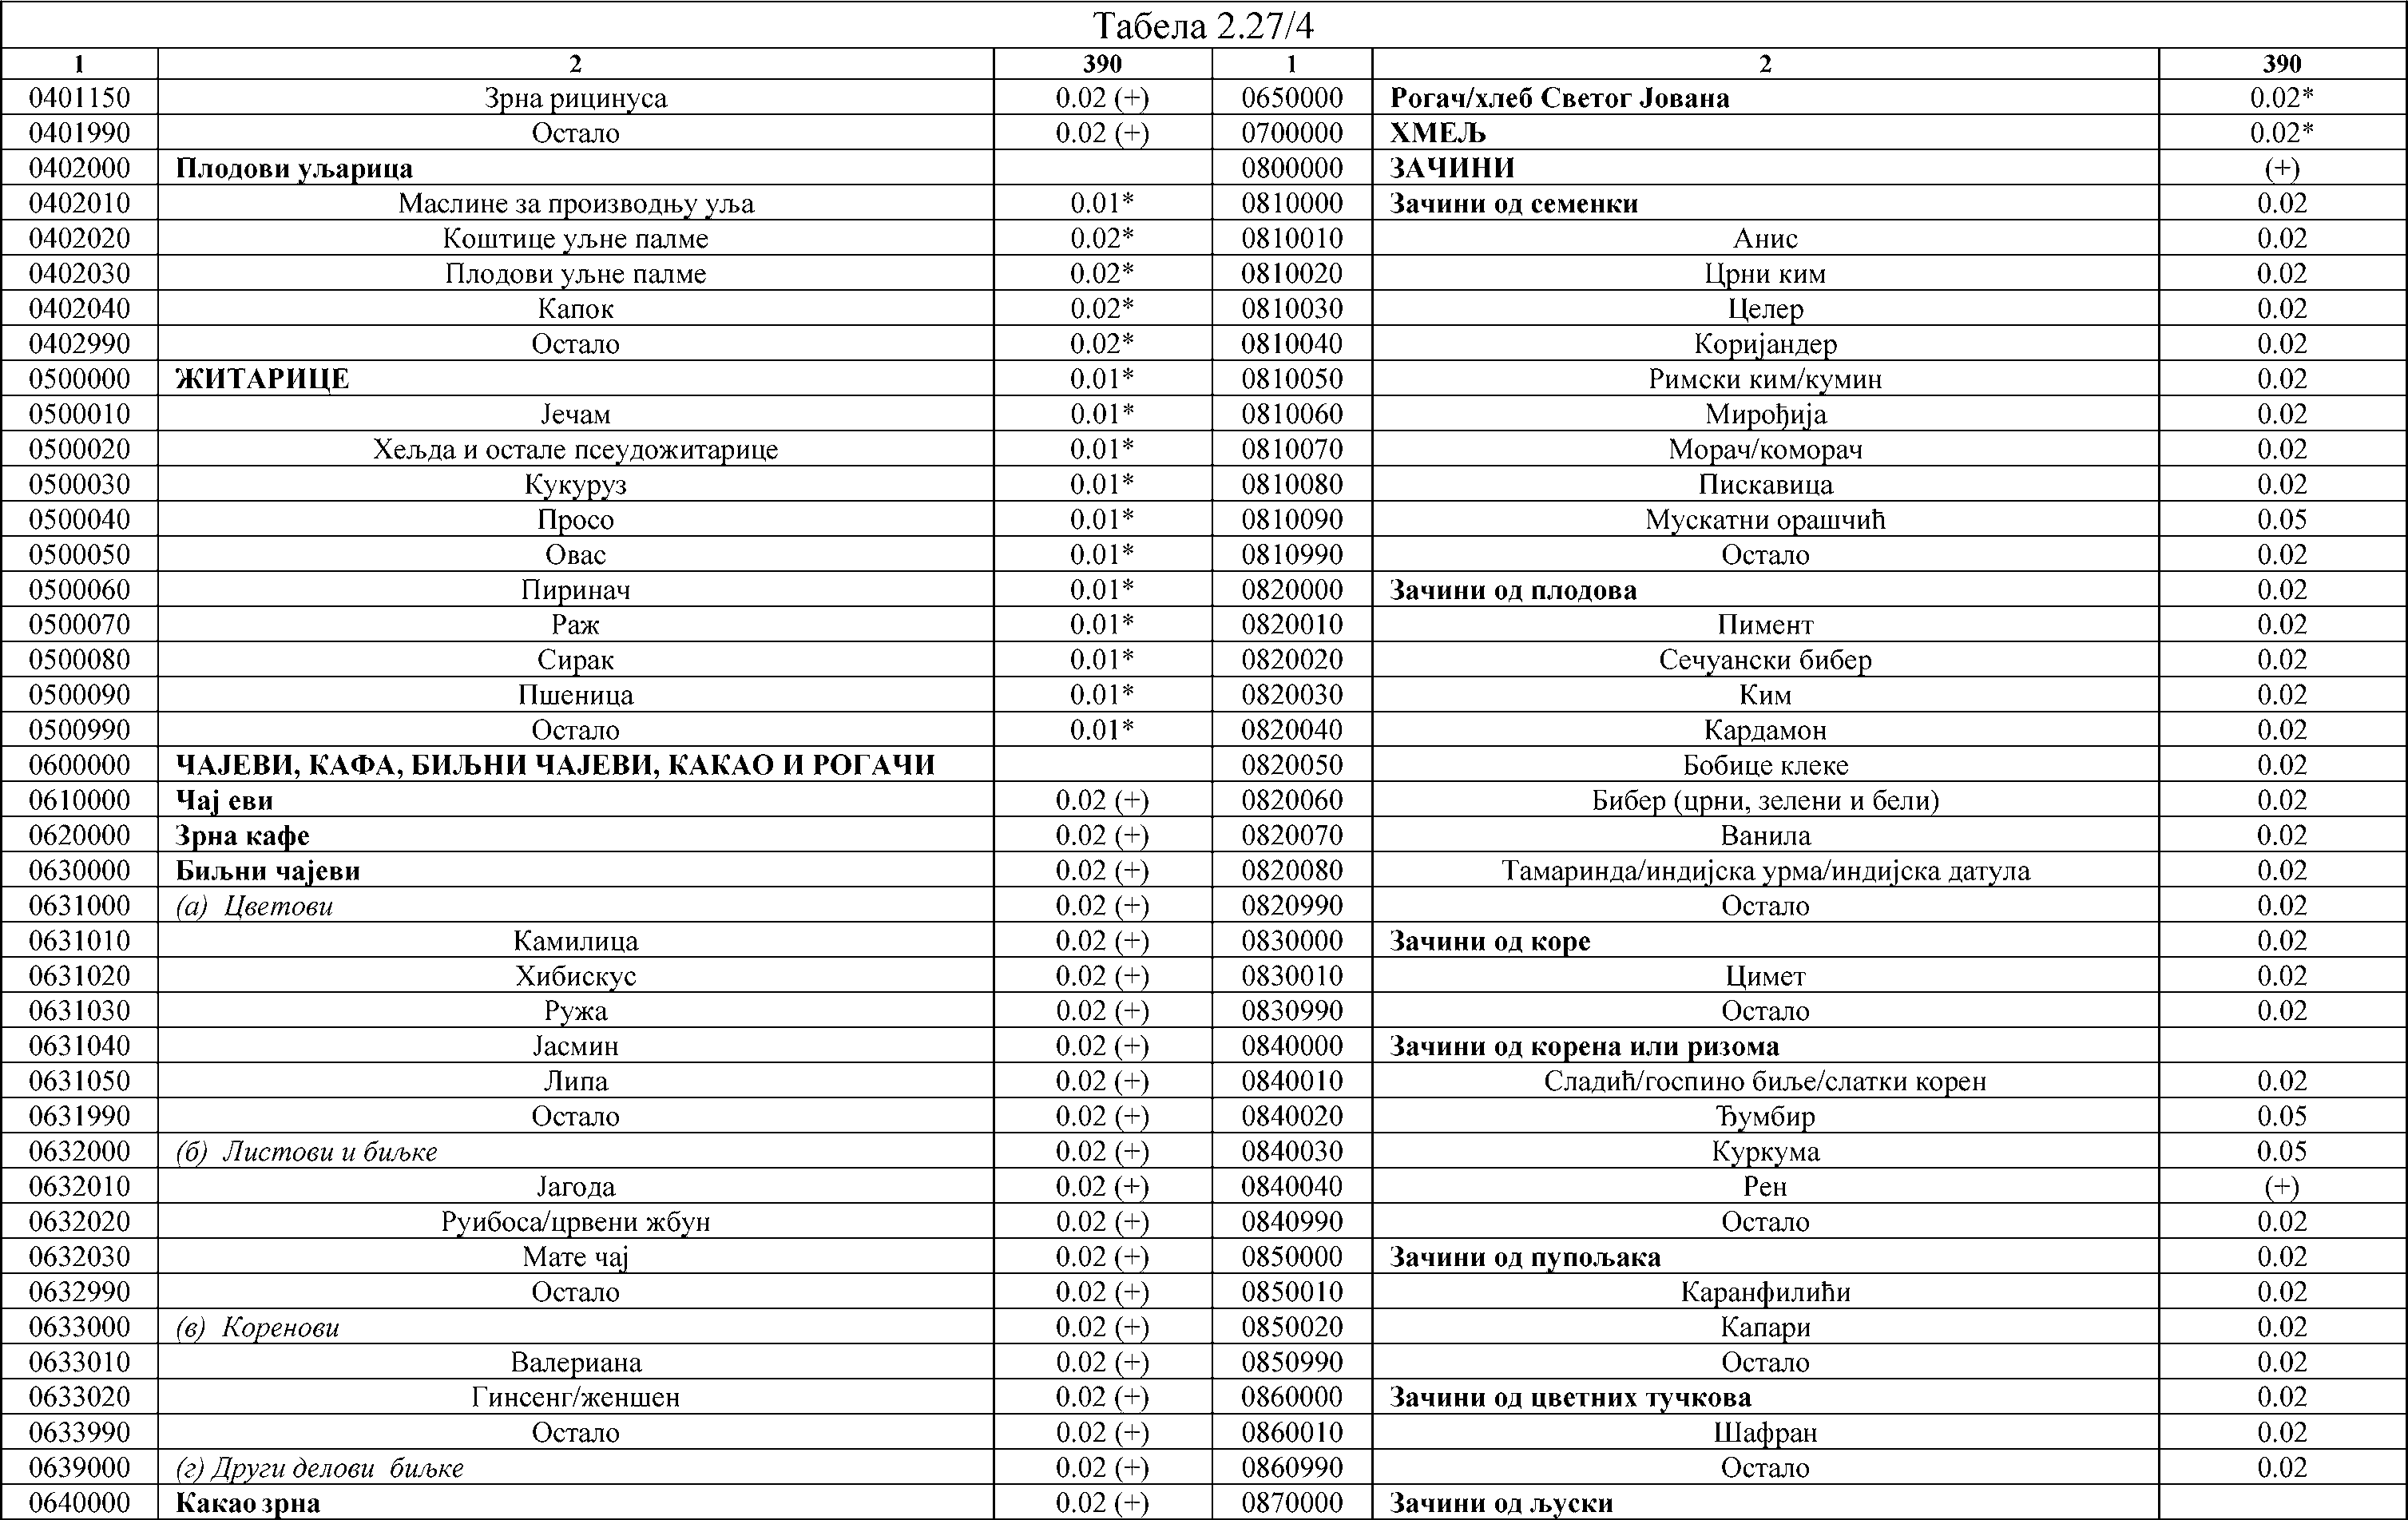 Табела 2.27/4
1 2 390 1 2 390
0401150 Зрна рицинуса 0.02 (+) 0650000 Рогач/хлеб Светог Јована 0.02*
0401990 Остало 0.02 (+) 0700000 ХМЕЉ 0.02*
0402000 Плодови уљарица 0800000 ЗАЧИНИ (+)
0402010 Маслине за производњу уља 0.01* 0810000 Зачини од семенки 0.02
0402020 Коштице уљне палме 0.02* 0810010 Анис 0.02
0402030 Плодови уљне палме 0.02* 0810020 Црни ким 0.02
0402040 Капок 0.02* 0810030 Целер 0.02
0402990 Остало 0.02* 0810040 Коријандер 0.02
0500000 ЖИТАРИЦЕ 0.01* 0810050 Римски ким/кумин 0.02
0500010 Јечам 0.01* 0810060 Мирођија 0.02
0500020 Хељда и остале псеудожитарице 0.01* 0810070 Морач/коморач 0.02
0500030 Кукуруз 0.01* 0810080 Пискавица 0.02
0500040 Просо 0.01* 0810090 Мускатни орашчић 0.05
0500050 Овас 0.01* 0810990 Остало 0.02
0500060 Пиринач 0.01* 0820000 Зачини од плодова 0.02
0500070 Раж 0.01* 0820010 Пимент 0.02
0500080 Сирак 0.01* 0820020 Сечуански бибер 0.02
0500090 Пшеница 0.01* 0820030 Ким 0.02
0500990 Остало 0.01* 0820040 Кардамон 0.02
0600000 ЧАЈЕВИ, КАФА, БИЉНИ ЧАЈЕВИ, КАКАО И РОГАЧИ 0820050 Бобице клеке 0.02
0610000 Чај еви 0.02 (+) 0820060 Бибер (црни, зелени и бели) 0.02
0620000 Зрна кафе 0.02 (+) 0820070 Ванила 0.02
0630000 Биљни чајеви 0.02 (+) 0820080 Тамаринда/индијска урма/индијска датула 0.02
0631000 (а) Цветови 0.02 (+) 0820990 Остало 0.02
0631010 Камилица 0.02 (+) 0830000 Зачини од коре 0.02
0631020 Хибискус 0.02 (+) 0830010 Цимет 0.02
0631030 Ружа 0.02 (+) 0830990 Остало 0.02
0631040 Јасмин 0.02 (+) 0840000 Зачини од корена или ризома
0631050 Липа 0.02 (+) 0840010 Сладић/госпино биље/слатки корен 0.02
0631990 Остало 0.02 (+) 0840020 Ђумбир 0.05
0632000 (б) Листови и биљке 0.02 (+) 0840030 Куркума 0.05
0632010 Јагода 0.02 (+) 0840040 Рен (+)
0632020 Руибоса/црвени жбун 0.02 (+) 0840990 Остало 0.02
0632030 Мате чај 0.02 (+) 0850000 Зачини од пупољака 0.02
0632990 Остало 0.02 (+) 0850010 Каранфилићи 0.02
0633000 (в) Коренови 0.02 (+) 0850020 Капари 0.02
0633010 Валериана 0.02 (+) 0850990 Остало 0.02
0633020 Гинсенг/женшен 0.02 (+) 0860000 Зачини од цветних тучкова 0.02
0633990 Остало 0.02 (+) 0860010 Шафран 0.02
0639000 (г) Други делови биљке 0.02 (+) 0860990 Остало 0.02
0640000 Какао зрна 0.02 (+) 0870000 Зачини од љуски